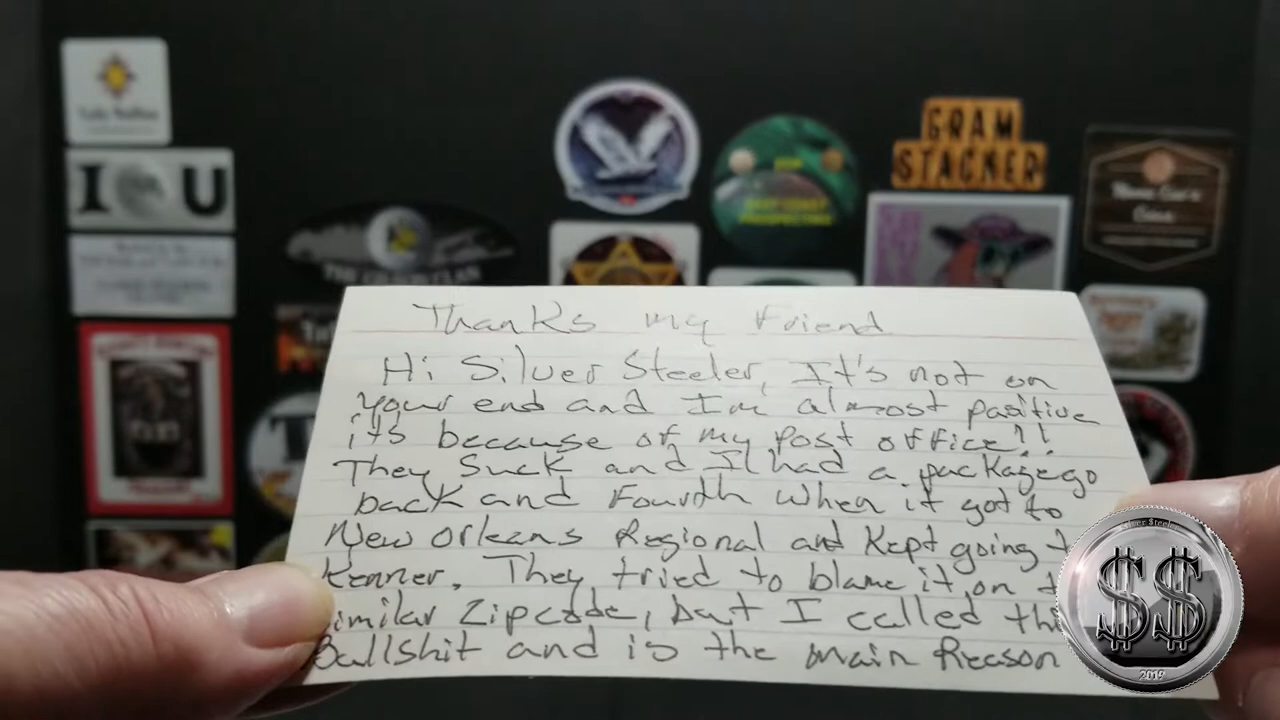 I U
GRAM
STACKER
Thanks my Friend
Hi Silver Steeler, It's not on
your end and I'm almost pasitive
it's because of my post office!!
They Suck and I had a package go
back and Fourth when it got to
New Orleans Regional and Kept going
Kenner. They tried to blame it on
similar Zipcode, but I called
Bullshit and is the main Reason
Silver Steeler
$$
2019